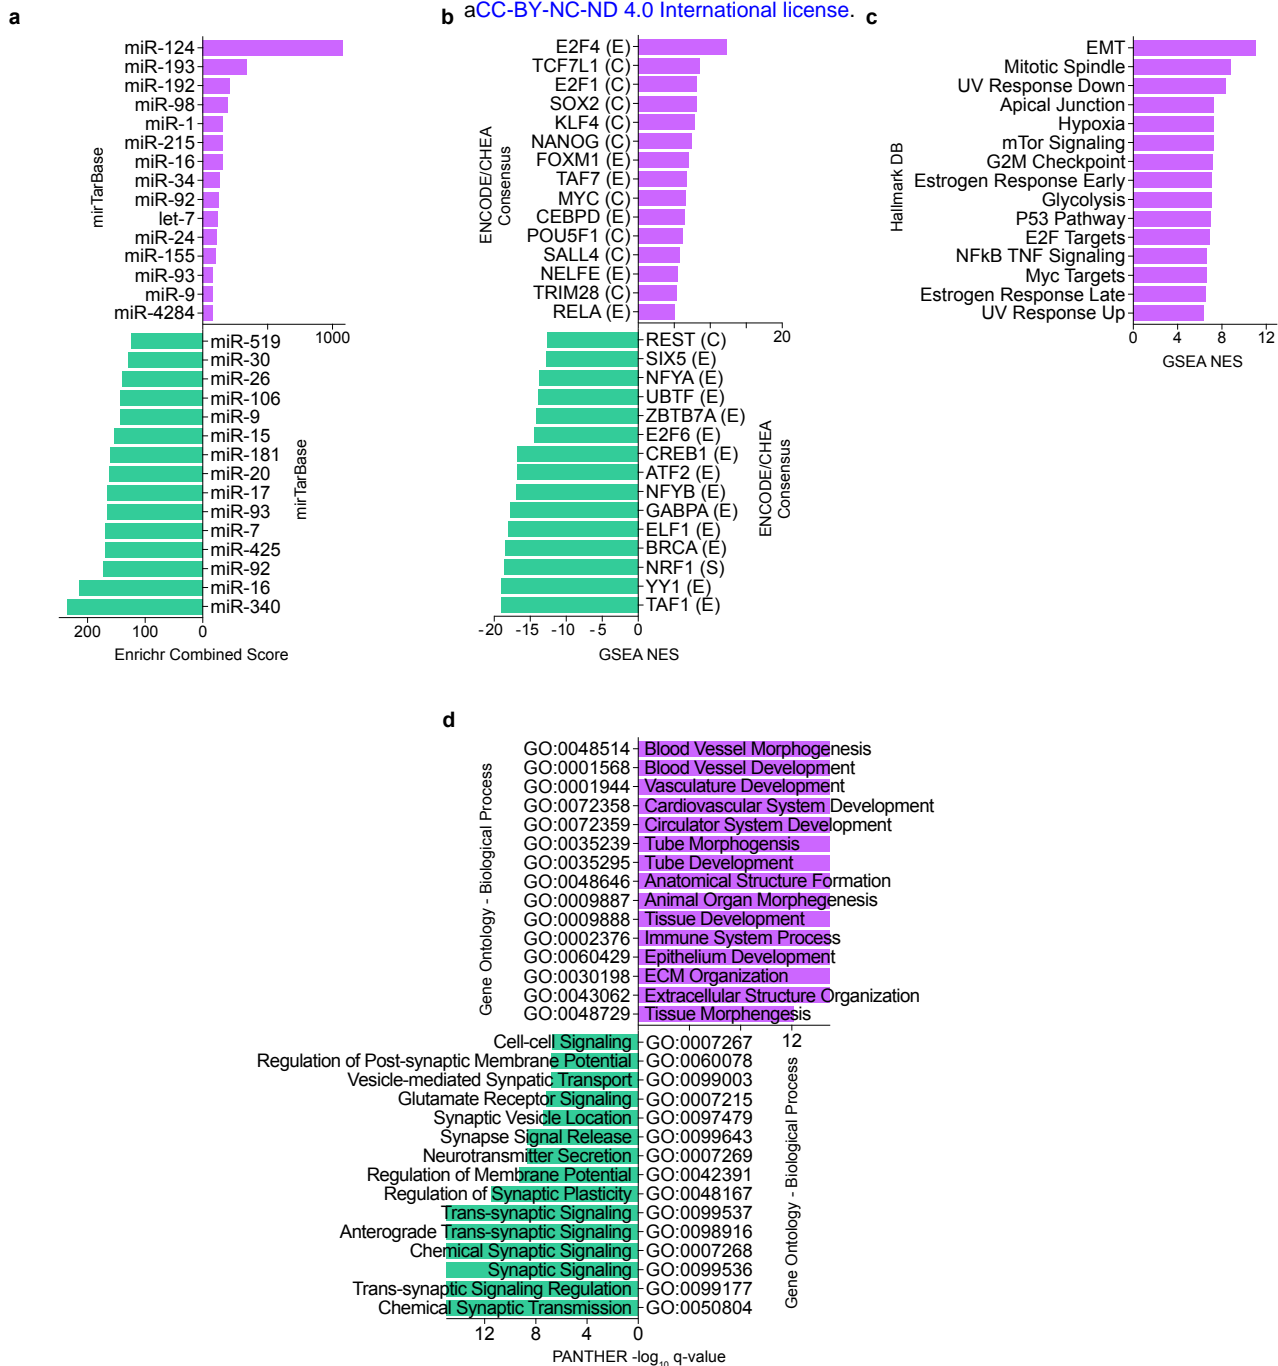 aCC-BY-NC-ND 4.0 International license.
a
miR-124
miR-193
miR-192
miR-98
miR-1
miR-215
miR-16
miR-34
miR-92
let-7
miR-24
miR-155
miR-93
miR-9
miR-4284
mirTarBase
1000
miR-519
miR-30
miR-26
miR-106
miR-9
miR-15
miR-181
miR-20
miR-17
miR-93
miR-7
miR-425
miR-92
miR-16
miR-340
mirTarBase
200 100 0
Enrichr Combined Score
b
E2F4 (E)
TCF7L1 (C)
E2F1 (C)
SOX2 (C)
KLF4 (C)
NANOG (C)
FOXM1 (E)
TAF7 (E)
MYC (C)
CEBPD (E)
POU5F1 (C)
SALL4 (C)
NELFE (E)
TRIM28 (C)
RELA (E)
ENCODE/CHEA
Consensus
20
REST (C)
SIX5 (E)
NFYA (E)
UBTF (E)
ZBTB7A (E)
E2F6 (E)
CREB1 (E)
ATF2 (E)
NFYB (E)
GABPA (E)
ELF1 (E)
BRCA (E)
NRF1 (S)
YY1 (E)
TAF1 (E)
ENCODE/CHEA
Consensus
-20 -15 -10 -5 0
GSEA NES
c
EMT
Mitotic Spindle
UV Response Down
Apical Junction
Hypoxia
mTor Signaling
G2M Checkpoint
Estrogen Response Early
Glycolysis
P53 Pathway
E2F Targets
NFkB TNF Signaling
Myc Targets
Estrogen Response Late
UV Response Up
Hallmark DB
0 4 8 12
GSEA NES
d
GO:0048514 Blood Vessel Morphogenesis
GO:0001568 Blood Vessel Development
GO:0001944 Vasculature Development
GO:0072358 Cardiovascular System Development
GO:0072359 Circulator System Development
GO:0035239 Tube Morphogensis
GO:0035295 Tube Development
GO:0048646 Anatomical Structure Formation
GO:0009887 Animal Organ Morphegenesis
GO:0009888 Tissue Development
GO:0002376 Immune System Process
GO:0060429 Epithelium Development
GO:0030198 ECM Organization
GO:0043062 Extracellular Structure Organization
GO:0048729 Tissue Morphengesis
Gene Ontology - Biological Process
12
Cell-cell Signaling GO:0007267
Regulation of Post-synaptic Membrane Potential GO:0060078
Vesicle-mediated Synpatic Transport GO:0099003
Glutamate Receptor Signaling GO:0007215
Synaptic Vesicle Location GO:0097479
Synapse Signal Release GO:0099643
Neurotransmitter Secretion GO:0007269
Regulation of Membrane Potential GO:0042391
Regulation of Synaptic Plasticity GO:0048167
Trans-synaptic Signaling GO:0099537
Anterograde Trans-synaptic Signaling GO:0098916
Chemical Synaptic Signaling GO:0007268
Synaptic Signaling GO:0099536
Trans-synaptic Signaling Regulation GO:0099177
Chemical Synaptic Transmission GO:0050804
Gene Ontology - Biological Process
12 8 4 0
PANTHER -log10 q-value